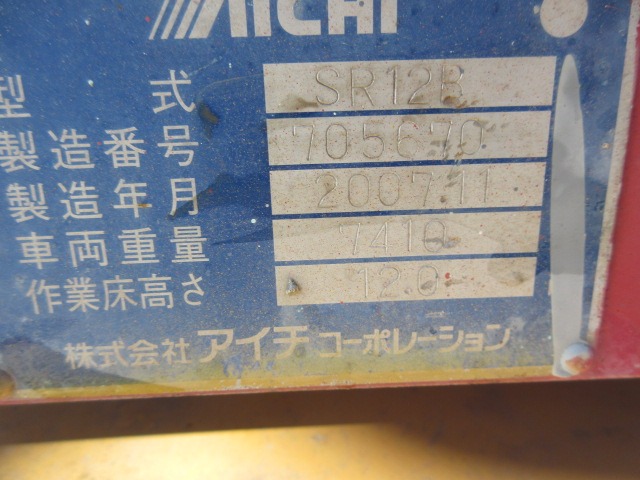 AICHI
型式 SR12B
製造番号 705670
製造年月 2007.11
車両重量 7410
作業床高さ 12.0
株式会社 アイチコーポレーション